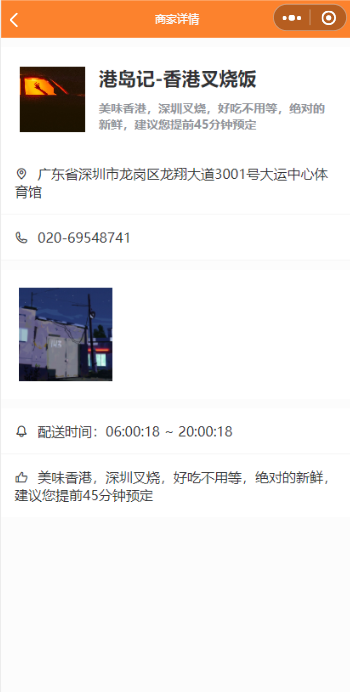 商家详情
港岛记-香港叉烧饭
美味香港，深圳叉烧，好吃不用等，绝对的
新鲜，建议您提前45分钟预定
广东省深圳市龙岗区龙翔大道3001号大运中心体
育馆
020-69548741
配送时间：06:00:18 ~ 20:00:18
美味香港，深圳叉烧，好吃不用等，绝对的新鲜，
建议您提前45分钟预定